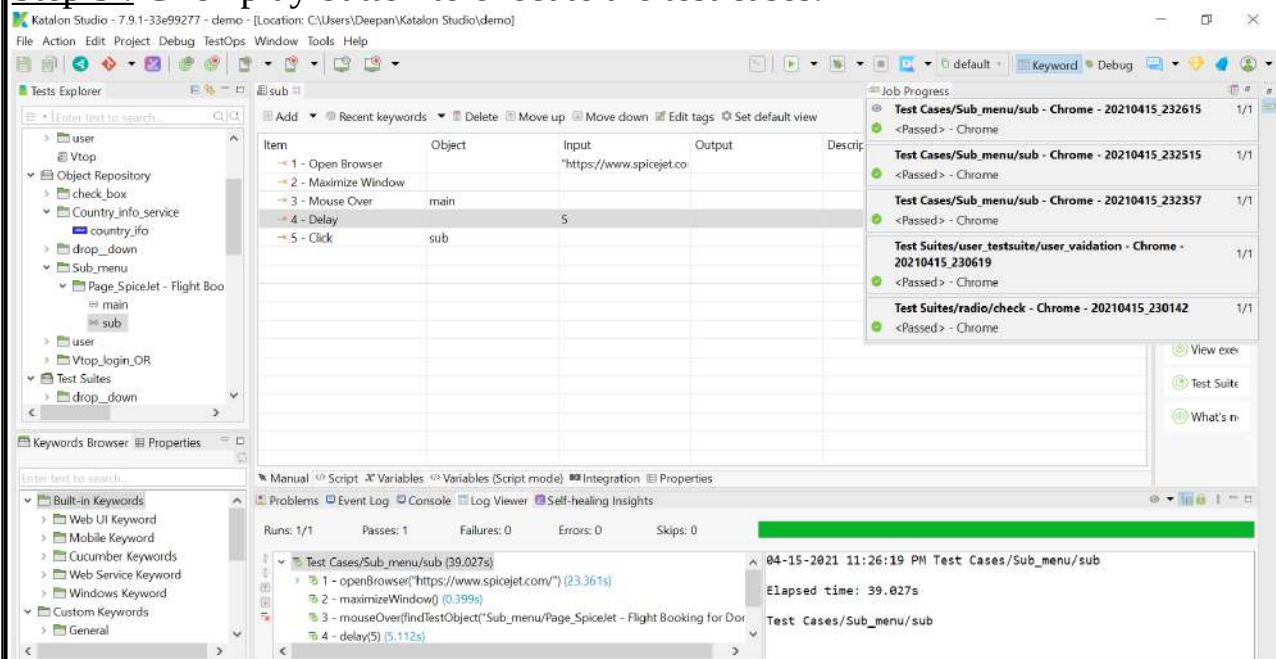 Katalon Studio - 7.9.1-33e99277 - demo - [Location: C:\Users\Deepan\Katalon Studio\demo]
File Action Edit Project Debug TestOps Window Tools Help
default Keyword Debug
Tests Explorer
Enter text to search...
user
Vtop
Object Repository
check_box
Country_info_service
country_ifo
drop__down
Sub_menu
Page_SpiceJet - Flight Boo
main
sub
user
Vtop_login_OR
Test Suites
drop__down
sub
Add Recent keywords Delete Move up Move down Edit tags Set default view
Item Object Input Output Descrip
1 - Open Browser "https://www.spicejet.co
2 - Maximize Window
3 - Mouse Over main
4 - Delay 5
5 - Click sub
Job Progress
Test Cases/Sub_menu/sub - Chrome - 20210415_232615 1/1
<Passed> - Chrome
Test Cases/Sub_menu/sub - Chrome - 20210415_232515 1/1
<Passed> - Chrome
Test Cases/Sub_menu/sub - Chrome - 20210415_232357 1/1
<Passed> - Chrome
Test Suites/user_testsuite/user_vaidation - Chrome -
20210415_230619 1/1
<Passed> - Chrome
Test Suites/radio/check - Chrome - 20210415_230142 1/1
<Passed> - Chrome
View exe
Test Suite
What's n
Manual Script Variables Variables (Script mode) Integration Properties
Keywords Browser Properties
Enter text to search...
Built-in Keywords
Web UI Keyword
Mobile Keyword
Cucumber Keywords
Web Service Keyword
Windows Keyword
Custom Keywords
General
Problems Event Log Console Log Viewer Self-healing Insights
Runs: 1/1 Passes: 1 Failures: 0 Errors: 0 Skips: 0
Test Cases/Sub_menu/sub (39.027s)
1 - openBrowser("https://www.spicejet.com/") (23.361s)
2 - maximizeWindow() (0.399s)
3 - mouseOver(findTestObject("Sub_menu/Page_SpiceJet - Flight Booking for Dor
4 - delay(5) (5.112s)
04-15-2021 11:26:19 PM Test Cases/Sub_menu/sub
Elapsed time: 39.027s
Test Cases/Sub_menu/sub